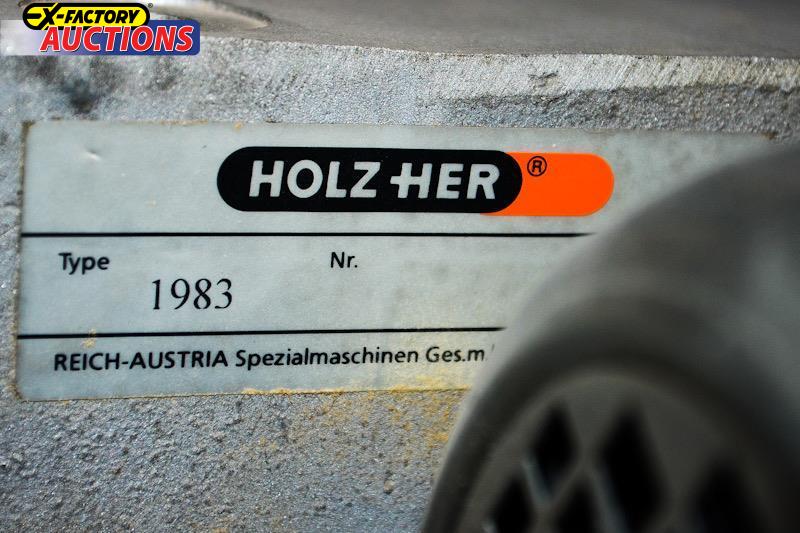 EX-FACTORY
AUCTIONS
HOLZ-HER ®
Type Nr.
1983
REICH-AUSTRIA Spezialmaschinen Ges.m